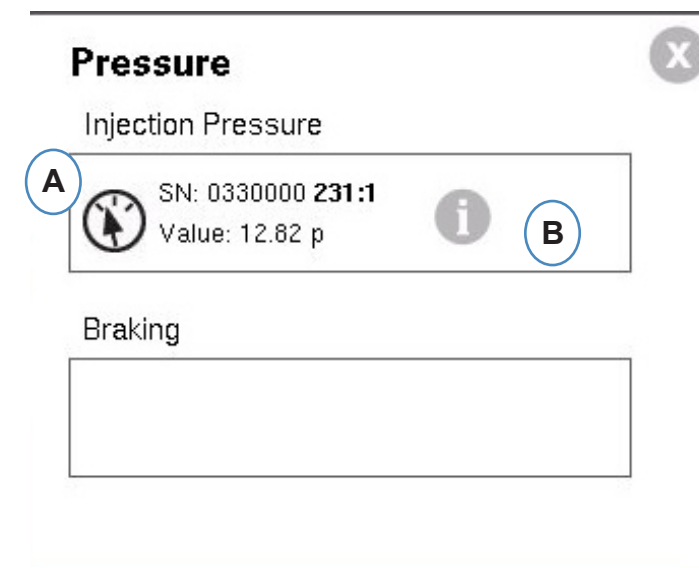 Pressure
X
Injection Pressure
A
SN: 0330000 231:1
Value: 12.82 p
i
B
Braking